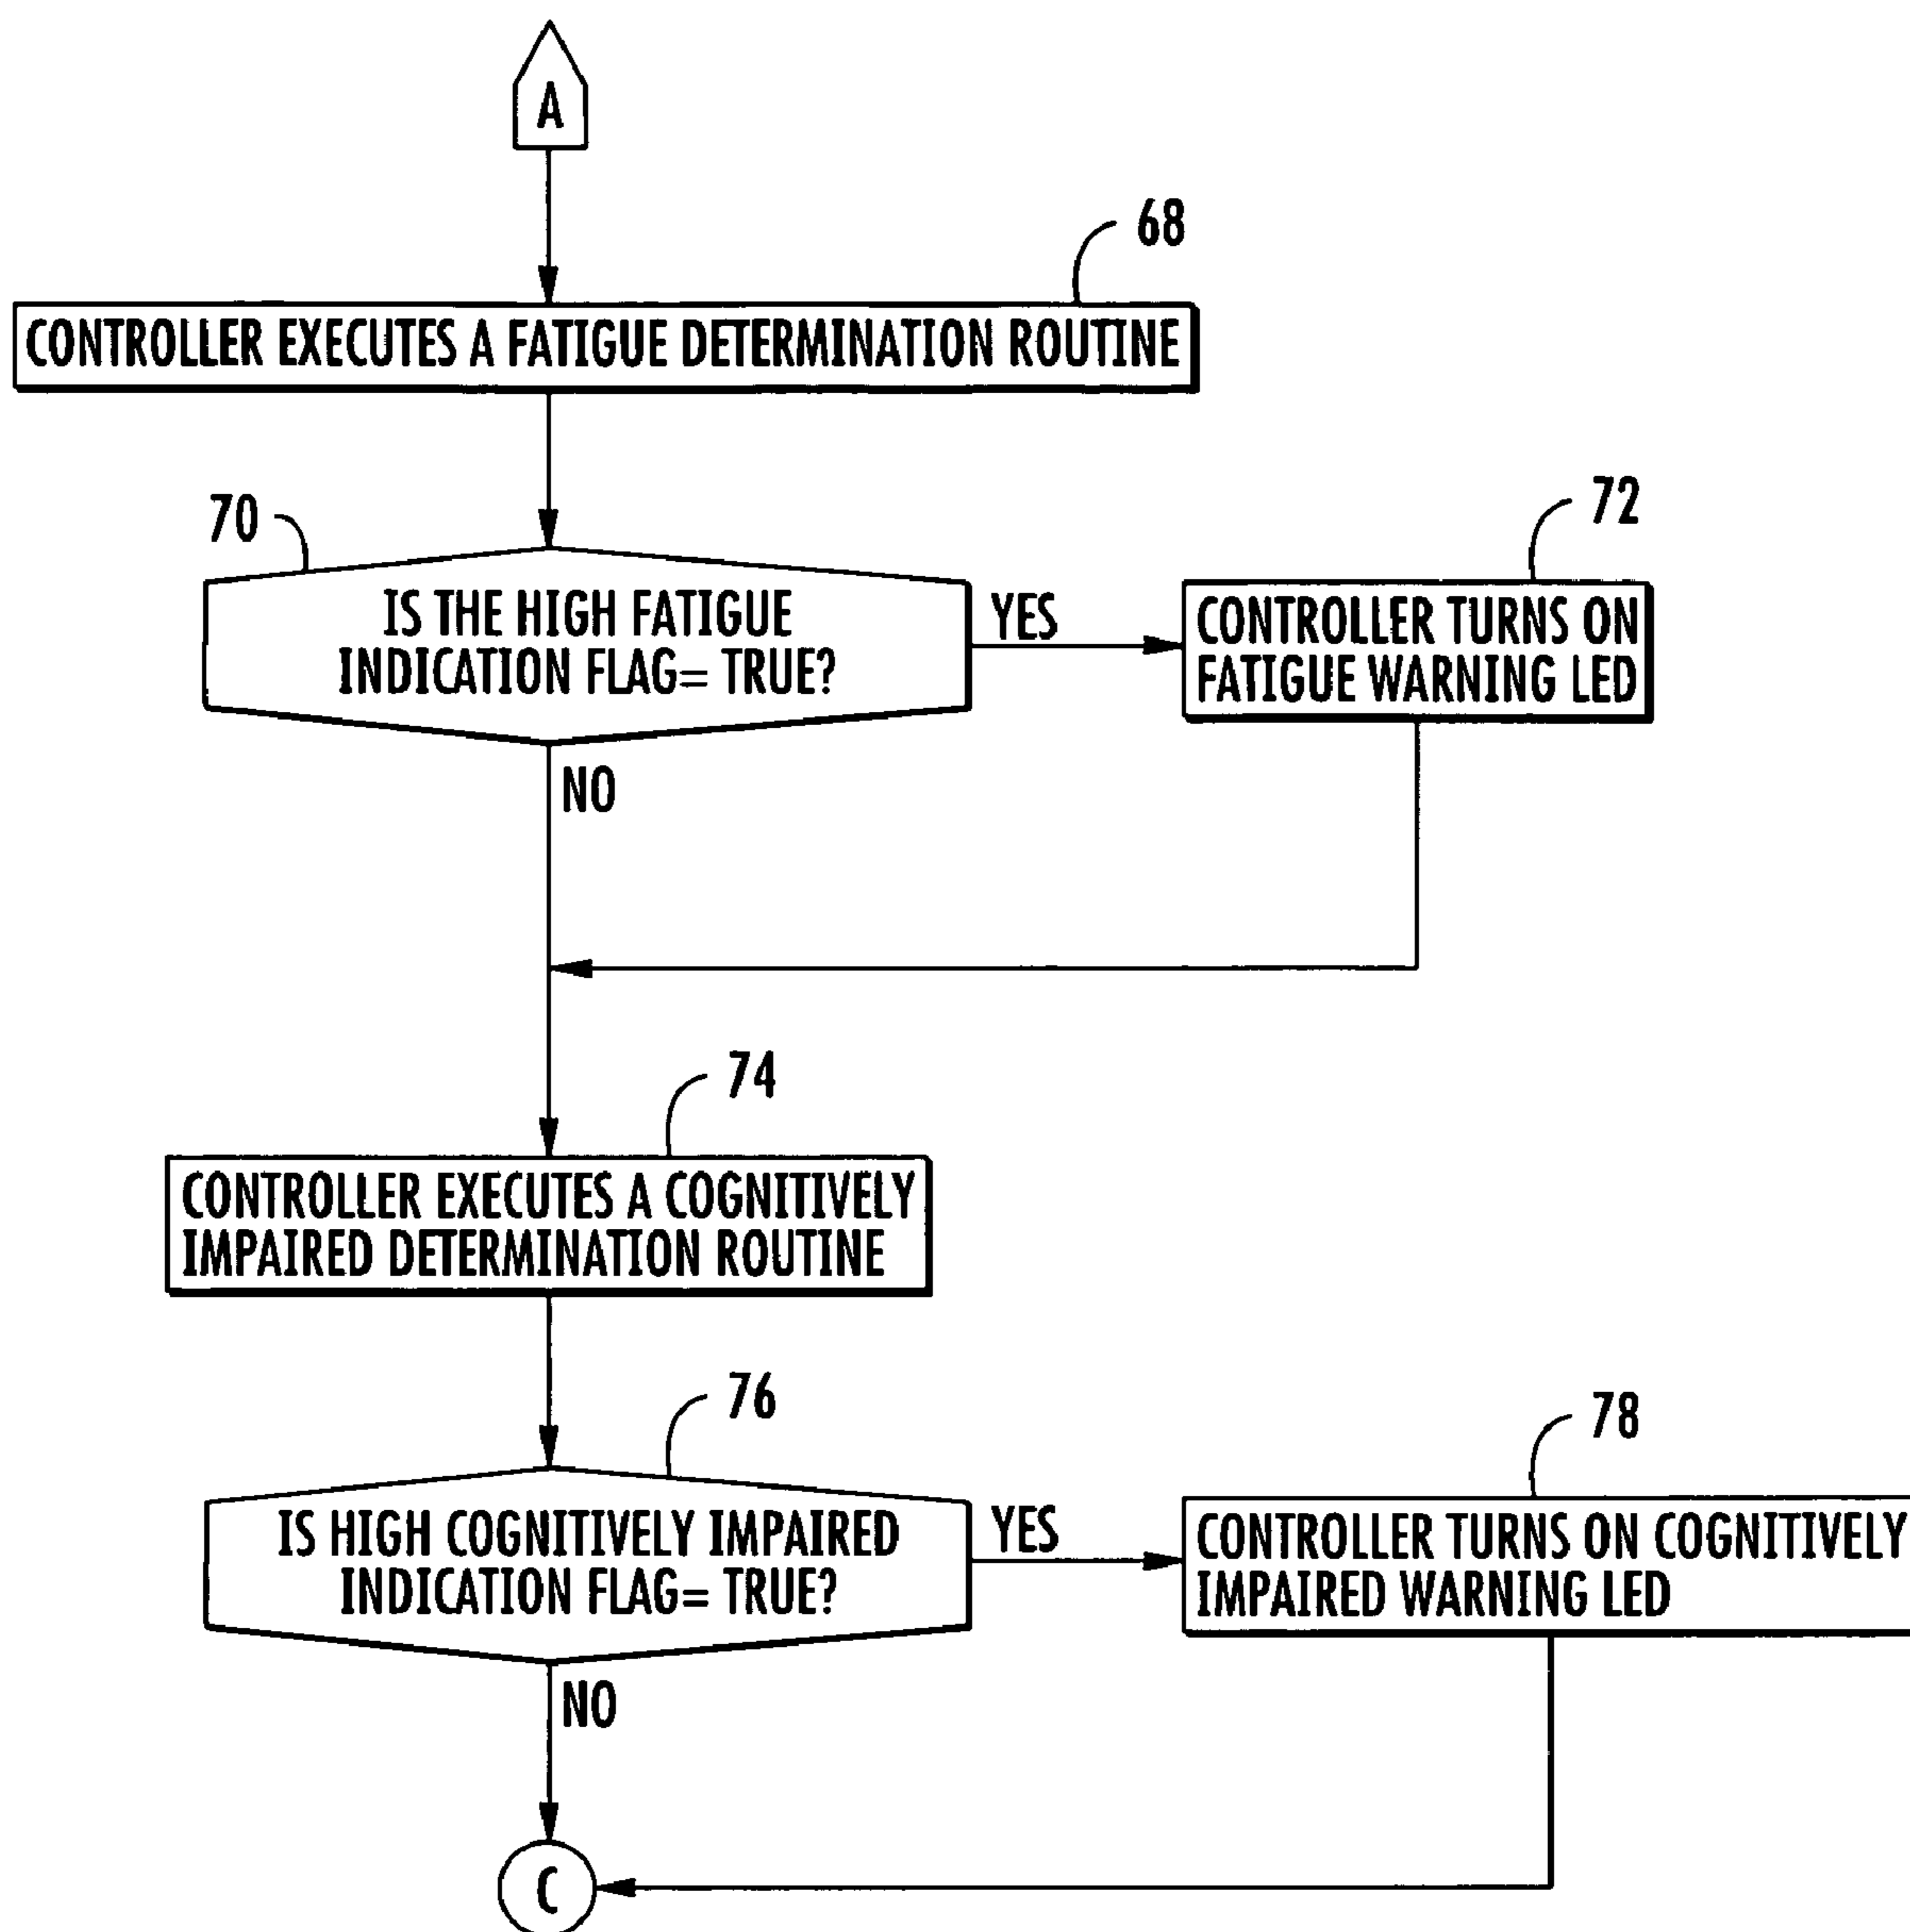 A
68
CONTROLLER EXECUTES A FATIGUE DETERMINATION ROUTINE
70
IS THE HIGH FATIGUE
INDICATION FLAG= TRUE?
YES
72
CONTROLLER TURNS ON
FATIGUE WARNING LED
NO
74
CONTROLLER EXECUTES A COGNITIVELY
IMPAIRED DETERMINATION ROUTINE
76
IS HIGH COGNITIVELY IMPAIRED
INDICATION FLAG= TRUE?
YES
78
CONTROLLER TURNS ON COGNITIVELY
IMPAIRED WARNING LED
NO
C